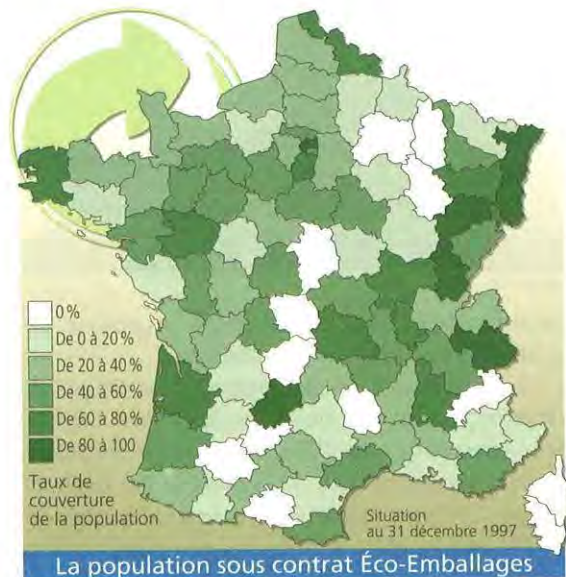 0%
De 0 à 20%
De 20 à 40%
De 40 à 60%
De 60 à 80%
De 80 à 100
Taux de
couverture
de la population
Situation
au 31 décembre 1997
La population sous contrat Éco-Emballages